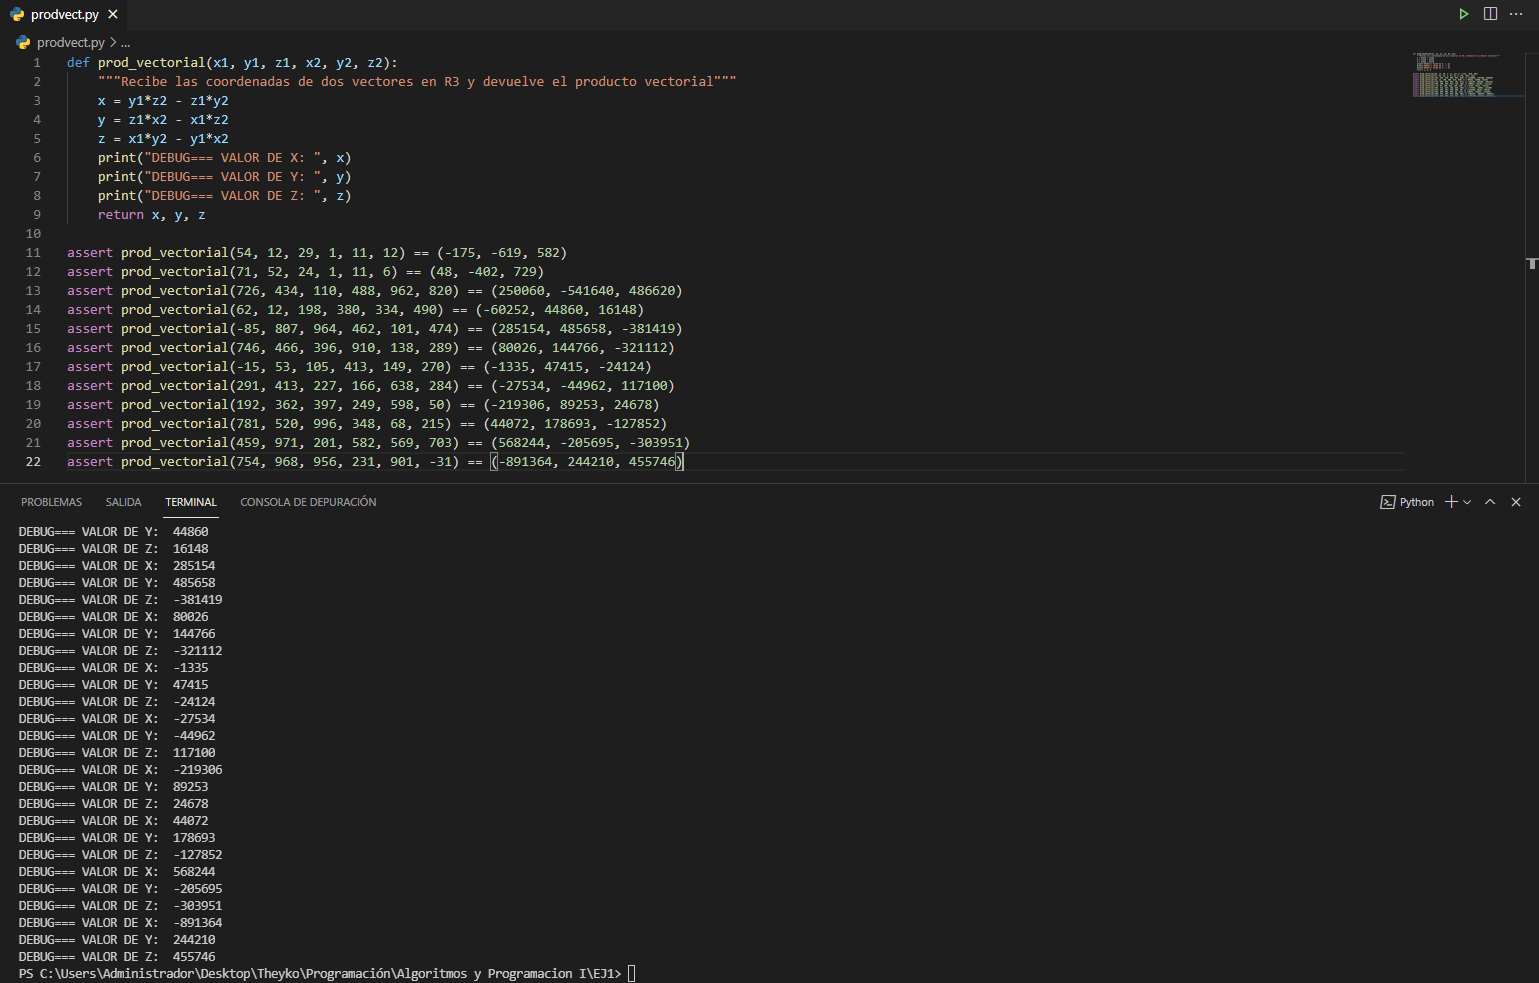 prodvect.py
prodvect.py > ...
1 def prod_vectorial(x1, y1, z1, x2, y2, z2):
2 """Recibe las coordenadas de dos vectores en R3 y devuelve el producto vectorial"""
3 x = y1*z2 - z1*y2
4 y = z1*x2 - x1*z2
5 z = x1*y2 - y1*x2
6 print("DEBUG=== VALOR DE X: ", x)
7 print("DEBUG=== VALOR DE Y: ", y)
8 print("DEBUG=== VALOR DE Z: ", z)
9 return x, y, z
10
11 assert prod_vectorial(54, 12, 29, 1, 11, 12) == (-175, -619, 582)
12 assert prod_vectorial(71, 52, 24, 1, 11, 6) == (48, -402, 729)
13 assert prod_vectorial(726, 434, 110, 488, 962, 820) == (250060, -541640, 486620)
14 assert prod_vectorial(62, 12, 198, 380, 334, 490) == (-60252, 44860, 16148)
15 assert prod_vectorial(-85, 807, 964, 462, 101, 474) == (285154, 485658, -381419)
16 assert prod_vectorial(746, 466, 396, 910, 138, 289) == (80026, 144766, -321112)
17 assert prod_vectorial(-15, 53, 105, 413, 149, 270) == (-1335, 47415, -24124)
18 assert prod_vectorial(291, 413, 227, 166, 638, 284) == (-27534, -44962, 117100)
19 assert prod_vectorial(192, 362, 397, 249, 598, 50) == (-219306, 89253, 24678)
20 assert prod_vectorial(781, 520, 996, 348, 68, 215) == (44072, 178693, -127852)
21 assert prod_vectorial(459, 971, 201, 582, 569, 703) == (568244, -205695, -303951)
22 assert prod_vectorial(754, 968, 956, 231, 901, -31) == (-891364, 244210, 455746)
PROBLEMAS SALIDA TERMINAL CONSOLA DE DEPURACIÓN Python
DEBUG=== VALOR DE Y:  44860
DEBUG=== VALOR DE Z:  16148
DEBUG=== VALOR DE X:  285154
DEBUG=== VALOR DE Y:  485658
DEBUG=== VALOR DE Z:  -381419
DEBUG=== VALOR DE X:  80026
DEBUG=== VALOR DE Y:  144766
DEBUG=== VALOR DE Z:  -321112
DEBUG=== VALOR DE X:  -1335
DEBUG=== VALOR DE Y:  47415
DEBUG=== VALOR DE Z:  -24124
DEBUG=== VALOR DE X:  -27534
DEBUG=== VALOR DE Y:  -44962
DEBUG=== VALOR DE Z:  117100
DEBUG=== VALOR DE X:  -219306
DEBUG=== VALOR DE Y:  89253
DEBUG=== VALOR DE Z:  24678
DEBUG=== VALOR DE X:  44072
DEBUG=== VALOR DE Y:  178693
DEBUG=== VALOR DE Z:  -127852
DEBUG=== VALOR DE X:  568244
DEBUG=== VALOR DE Y:  -205695
DEBUG=== VALOR DE Z:  -303951
DEBUG=== VALOR DE X:  -891364
DEBUG=== VALOR DE Y:  244210
DEBUG=== VALOR DE Z:  455746
PS C:\Users\Administrador\Desktop\Theyko\Programación\Algoritmos y Programacion I\EJ1>